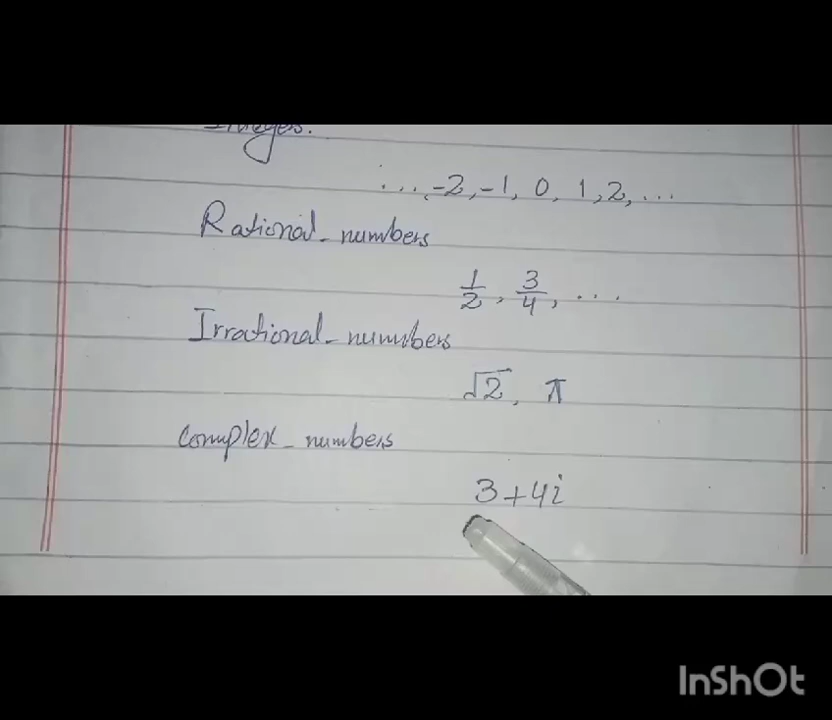 Integers.
..., -2, -1, 0, 1, 2, ...
Rational numbers
1/2, 3/4, ...
Irrational numbers
√2, π
Complex numbers
3+4i
InShOt